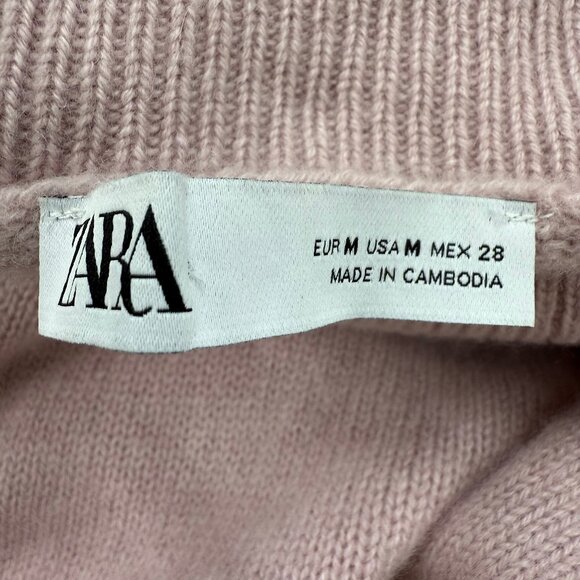 ZARA
EUR M USA M MEX 28
MADE IN CAMBODIA